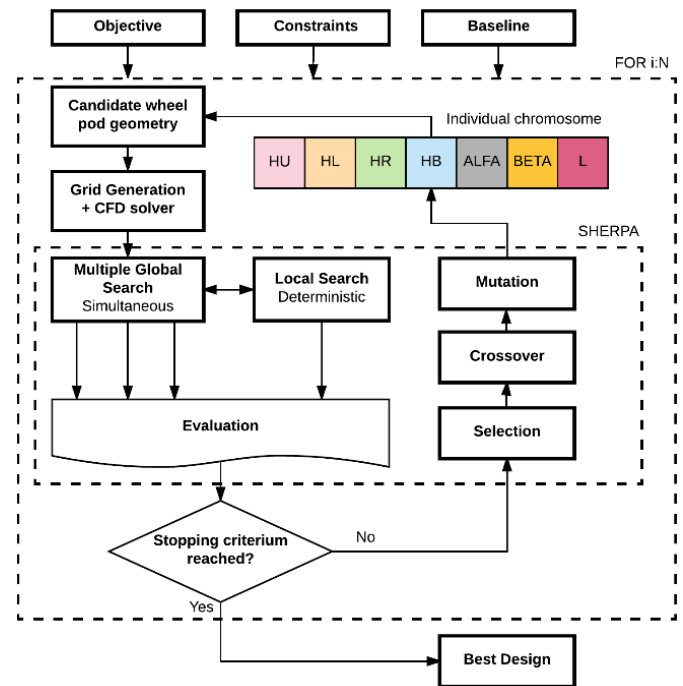 Objective
Constraints
Baseline
FOR i:N
Candidate wheel
pod geometry
Individual chromosome
HU HL HR HB ALFA BETA L
Grid Generation
+ CFD solver
SHERPA
Multiple Global
Search
Simultaneous
Local Search
Deterministic
Mutation
Crossover
Evaluation
Selection
Stopping criterium
reached?
No
Yes
Best Design